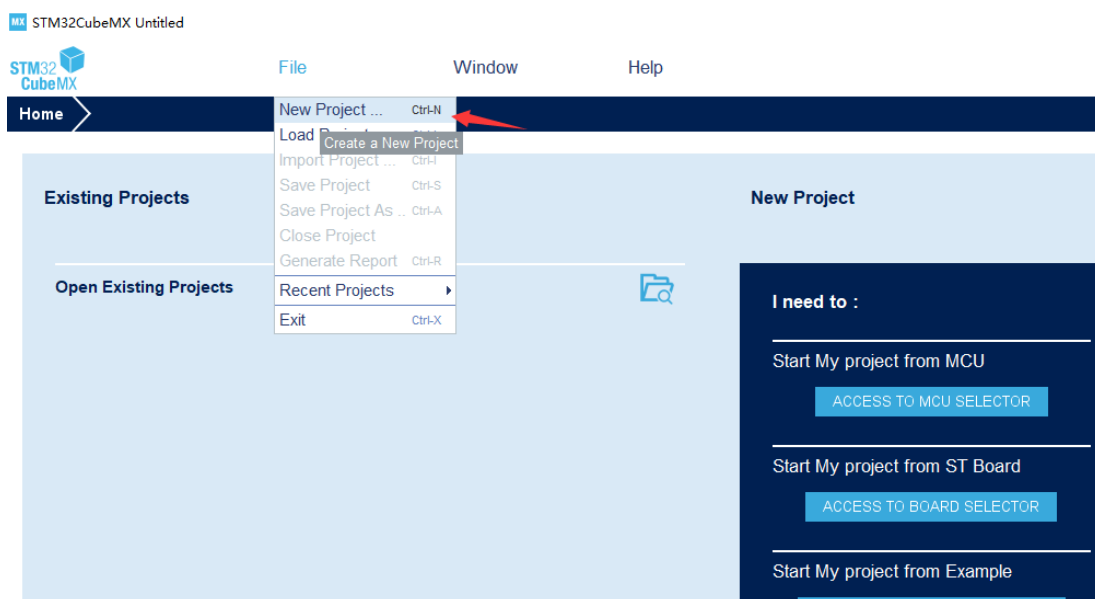 MX STM32CubeMX Untitled
STM32
CubeMX
File
Window
Help
Home
New Project ... Ctrl-N
Load
Create a New Project
Import Project ... Ctrl-I
Save Project Ctrl-S
Save Project As .. Ctrl-A
Close Project
Generate Report Ctrl-R
Recent Projects
Exit Ctrl-X
Existing Projects
Open Existing Projects
New Project
I need to :
Start My project from MCU
ACCESS TO MCU SELECTOR
Start My project from ST Board
ACCESS TO BOARD SELECTOR
Start My project from Example